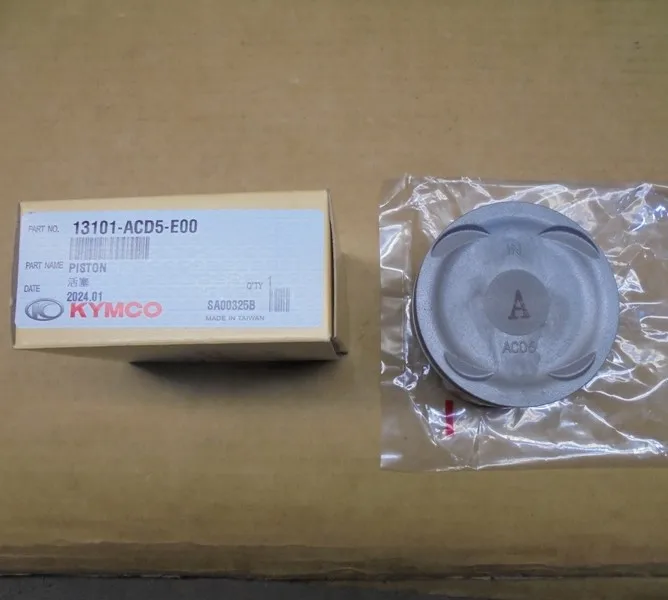 PART NO. 13101-ACD5-E00
PART NAME PISTON
活塞
DATE 2024.01
Q'TY 1
SA00325B
KYMCO
MADE IN TAIWAN
IN
A
ACD5